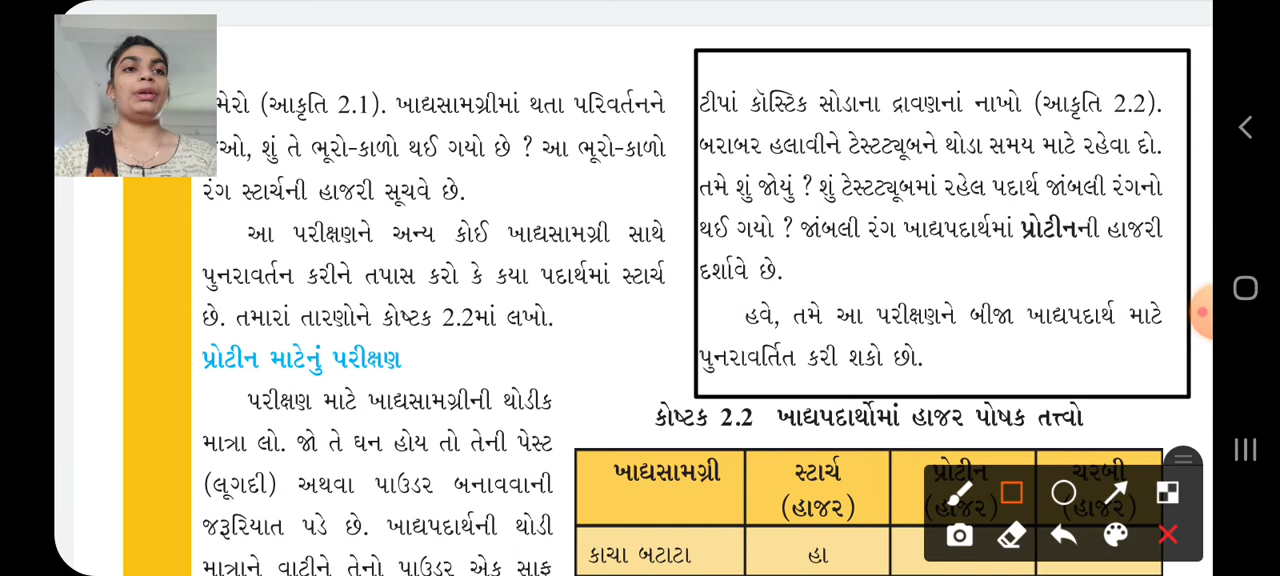 મેરો (આકૃતિ 2.1). ખાદ્યસામગ્રીમાં થતા પરિવર્તનને
ઓ, શું તે ભૂરો-કાળો થઈ ગયો છે ? આ ભૂરો-કાળો
રંગ સ્ટાર્ચની હાજરી સૂચવે છે.
આ પરીક્ષણને અન્ય કોઈ ખાદ્યસામગ્રી સાથે
પુનરાવર્તન કરીને તપાસ કરો કે કયા પદાર્થમાં સ્ટાર્ચ
છે. તમારાં તારણોને કોષ્ટક 2.2માં લખો.
પ્રોટીન માટેનું પરીક્ષણ
પરીક્ષણ માટે ખાદ્યસામગ્રીની થોડીક
માત્રા લો. જો તે ઘન હોય તો તેની પેસ્ટ
(લૂગદી) અથવા પાઉડર બનાવવાની
જરૂરિયાત પડે છે. ખાદ્યપદાર્થની થોડી
માત્રાને વાટીને તેનો પાઉડર એક સાફ
ટીપાં કૉસ્ટિક સોડાના દ્રાવણનાં નાખો (આકૃતિ 2.2).
બરાબર હલાવીને ટેસ્ટટ્યૂબને થોડા સમય માટે રહેવા દો.
તમે શું જોયું ? શું ટેસ્ટટ્યૂબમાં રહેલ પદાર્થ જાંબલી રંગનો
થઈ ગયો ? જાંબલી રંગ ખાદ્યપદાર્થમાં પ્રોટીનની હાજરી
દર્શાવે છે.
હવે, તમે આ પરીક્ષણને બીજા ખાદ્યપદાર્થ માટે
પુનરાવર્તિત કરી શકો છો.
કોષ્ટક 2.2 ખાદ્યપદાર્થોમાં હાજર પોષક તત્ત્વો
ખાદ્યસામગ્રી સ્ટાર્ચ પ્રોટીન ચરબી
(હાજર) (હાજર) (હાજર)
કાચા બટાટા હા